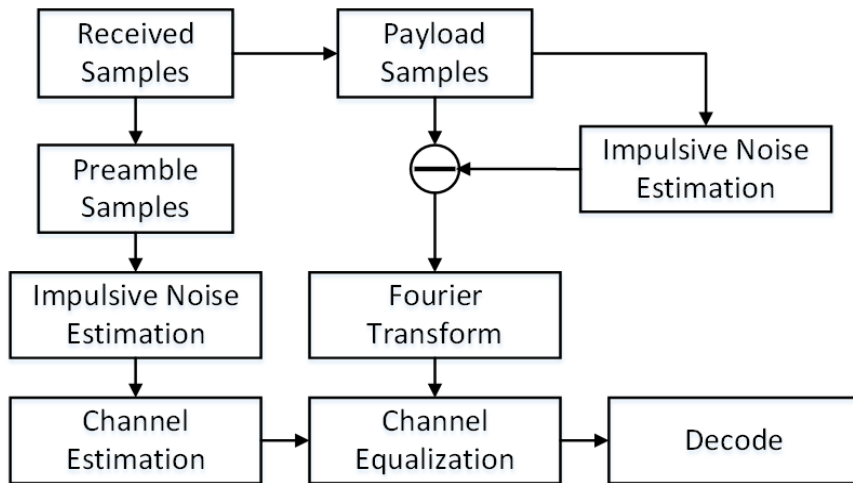 Received
Samples
Payload
Samples
Preamble
Samples
Impulsive Noise
Estimation
Impulsive Noise
Estimation
Fourier
Transform
Channel
Estimation
Channel
Equalization
Decode